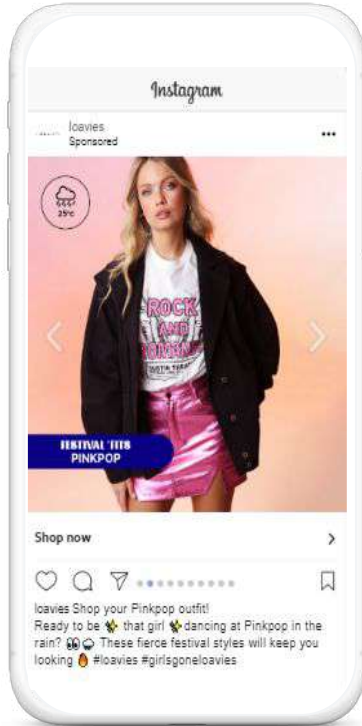 Instagram
loavies
Sponsored
25°c
ROCK
AND
FESTIVAL 'FITS
PINKPOP
Shop now
loavies Shop your Pinkpop outfit!
Ready to be ✨ that girl ✨ dancing at Pinkpop in the
rain? 👀🌧 These fierce festival styles will keep you
looking 🔥 #loavies #girlsgoneloavies